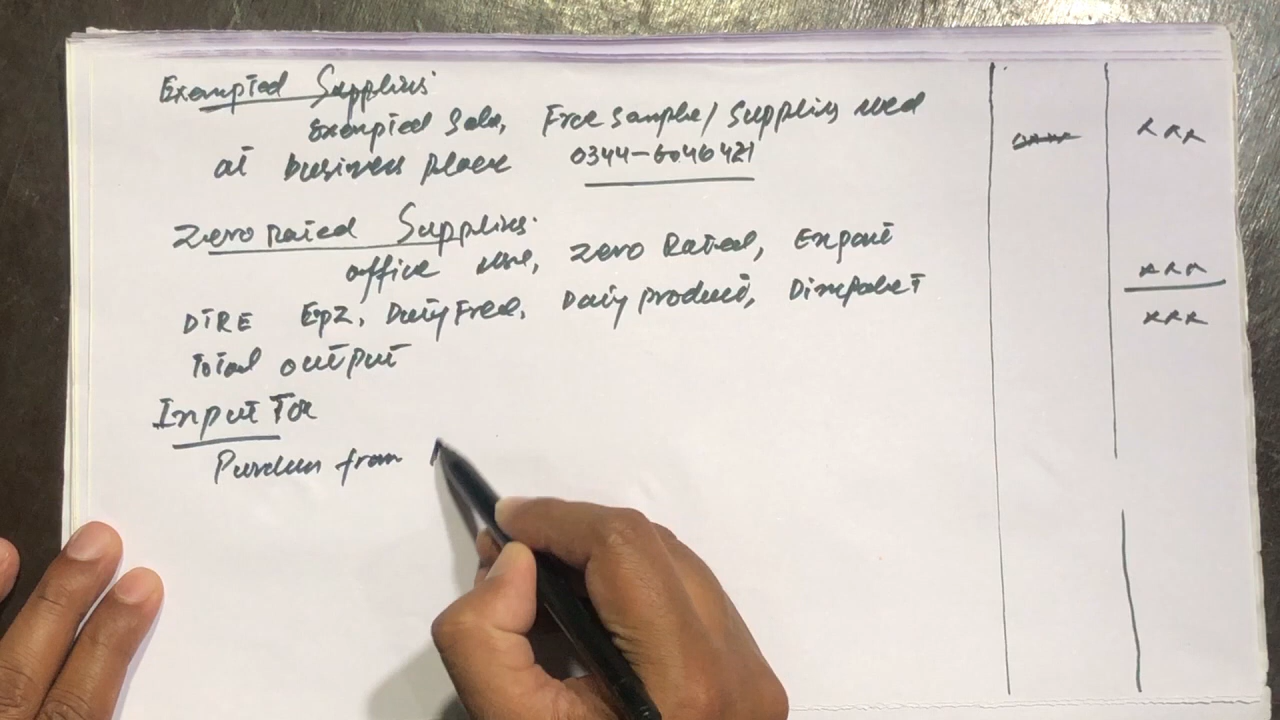 Exempted Supplies:
Exempted Sale, Free Sample/ Supplies used xxx
at business place 0344-6046421
Zero Rated Supplies:
office use, Zero Rated, Export xxx
DTRE EPZ, Duty Free, Dairy product, Diplomat xxx
Total output
Input Tax
Purchase from